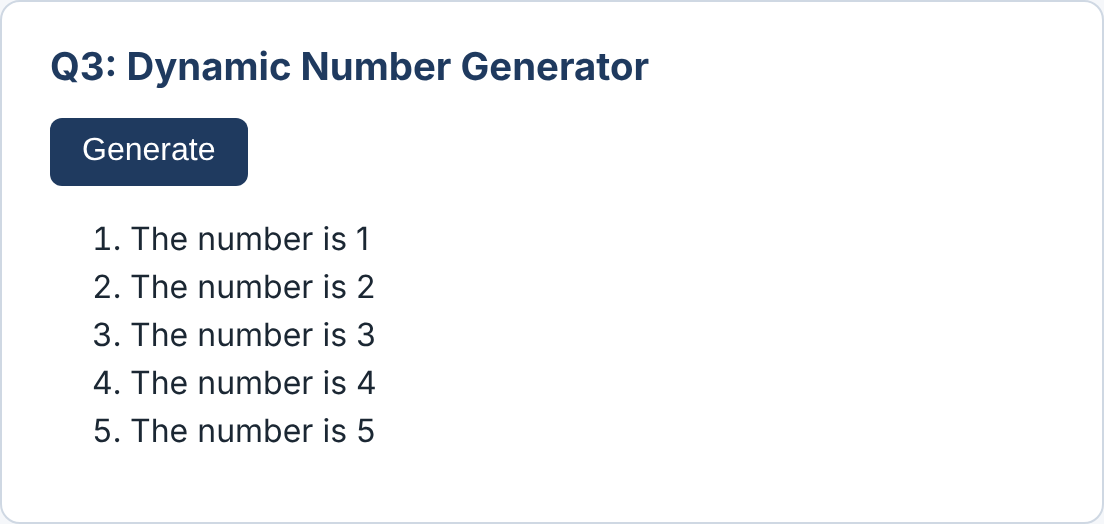 Q3: Dynamic Number Generator
Generate
1. The number is 1
2. The number is 2
3. The number is 3
4. The number is 4
5. The number is 5